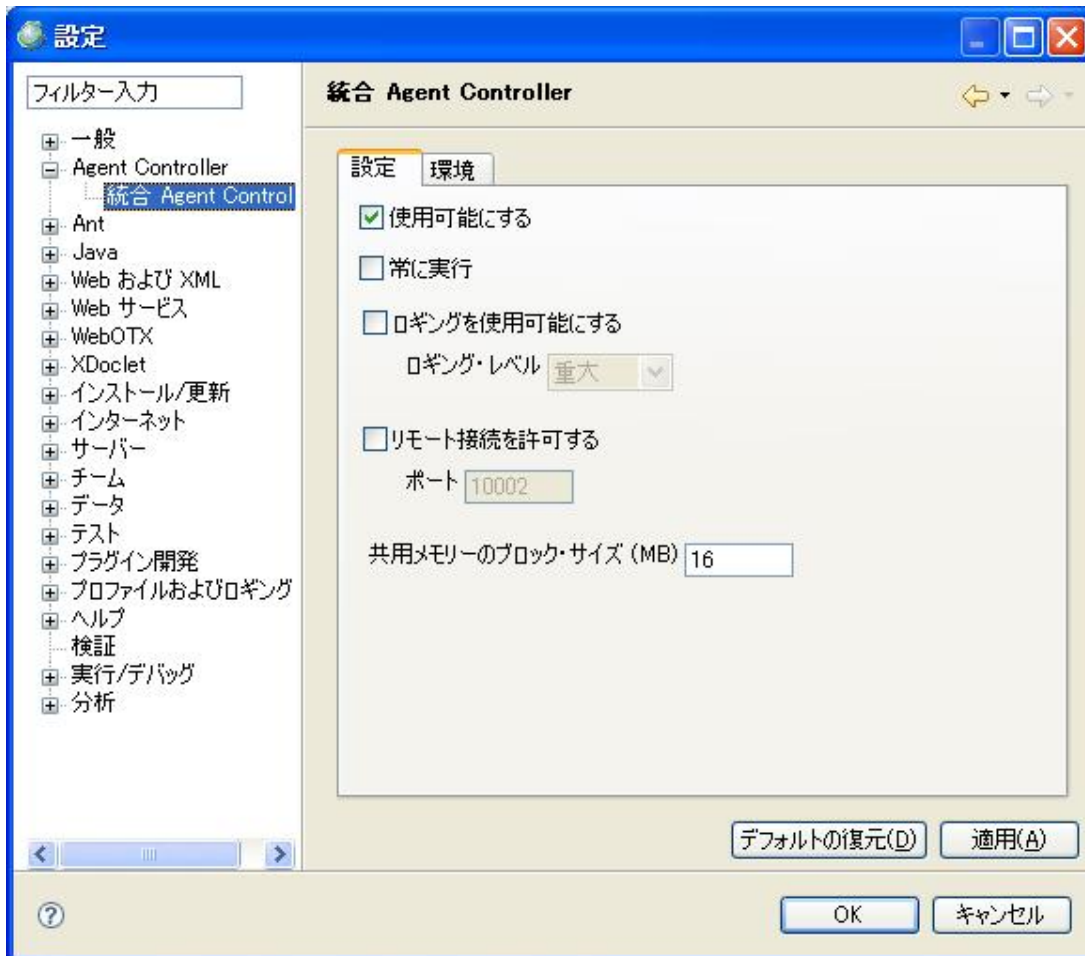 設定
フィルター入力
一般
Agent Controller
統合 Agent Control
Ant
Java
Web および XML
Web サービス
WebOTX
XDoclet
インストール/更新
インターネット
サーバー
チーム
データ
テスト
プラグイン開発
プロファイルおよびロギング
ヘルプ
検証
実行/デバッグ
分析
統合 Agent Controller
設定 環境
使用可能にする
常に実行
ロギングを使用可能にする
ロギング・レベル 重大
リモート接続を許可する
ポート 10002
共用メモリーのブロック・サイズ (MB) 16
デフォルトの復元(D) 適用(A)
OK キャンセル